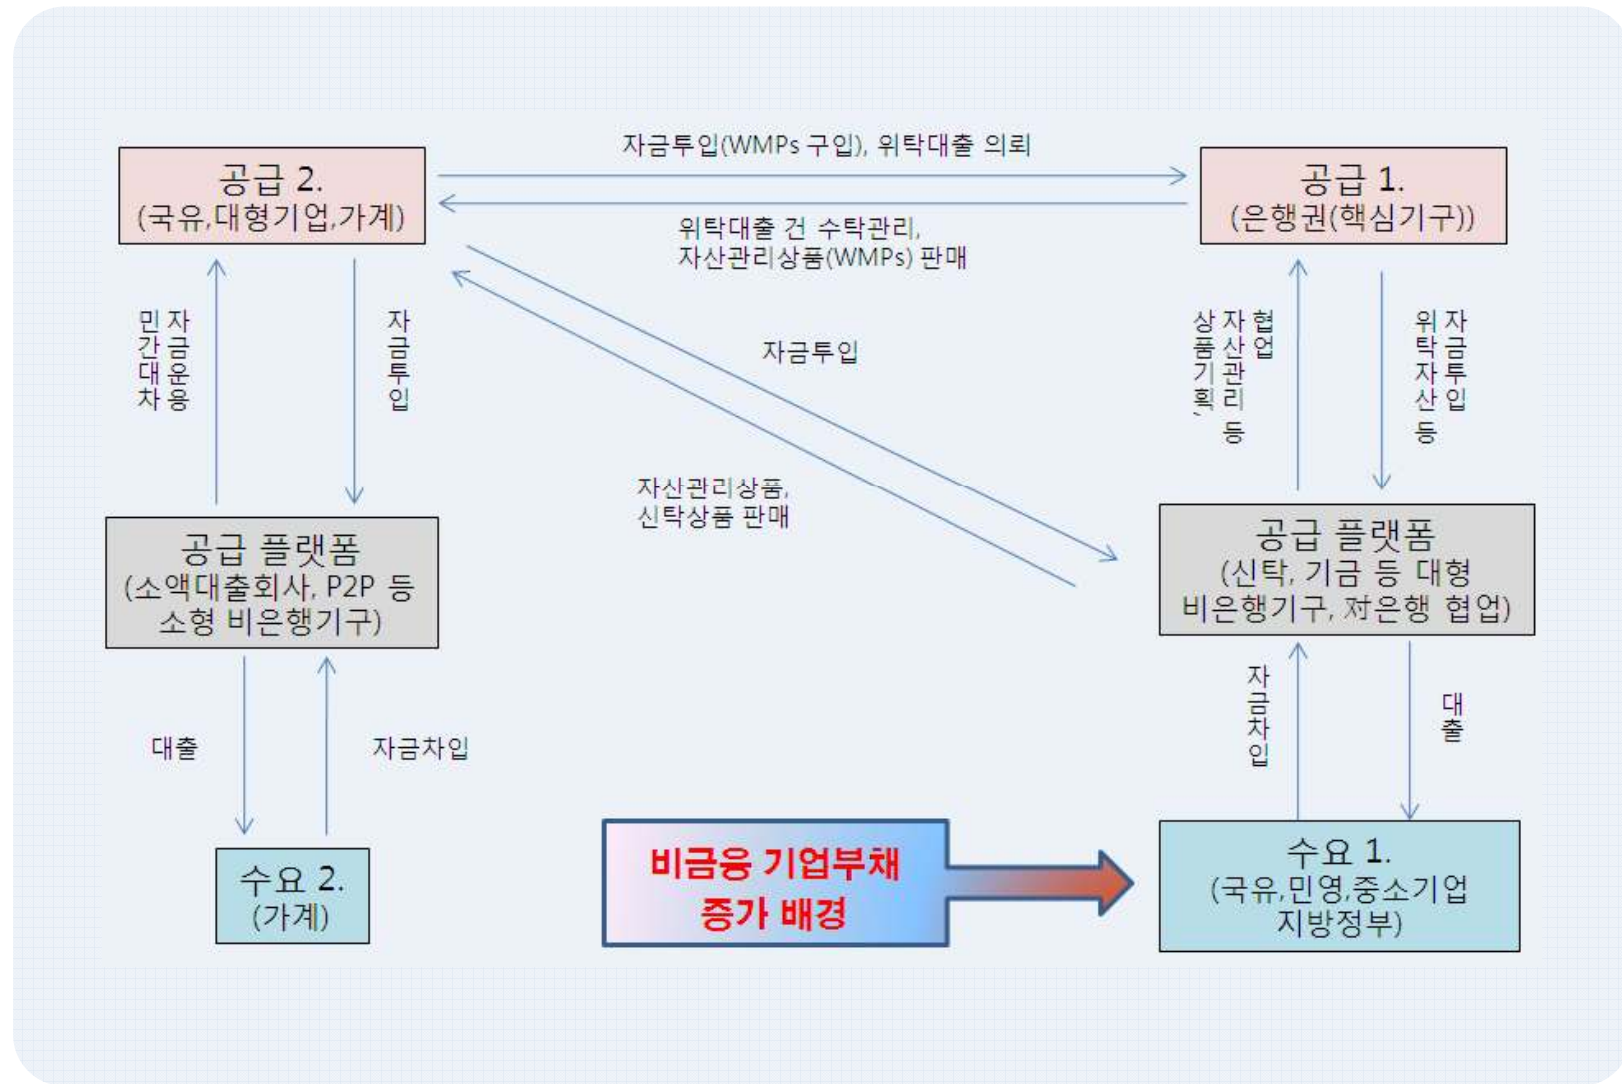 자금투입(WMPs 구입), 위탁대출 의뢰
공급 2.
(국유,대형기업,가계)
공급 1.
(은행권(핵심기구))
위탁대출 건 수탁관리,
자산관리상품(WMPs) 판매
자금운용
민간대차
자금투입
자금투입
협업
자산관리 등
상품기획,
자금투입
위탁자산 등
자산관리상품,
신탁상품 판매
공급 플랫폼
(소액대출회사, P2P 등
소형 비은행기구)
공급 플랫폼
(신탁, 기금 등 대형
비은행기구, 对은행 협업)
대출
자금차입
자금차입
대출
수요 2.
(가계)
비금융 기업부채
증가 배경
수요 1.
(국유,민영,중소기업
지방정부)